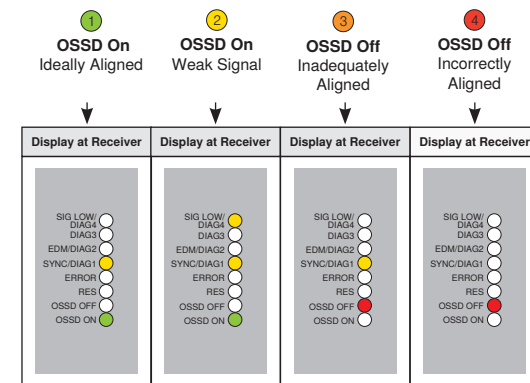 1
OSSD On
Ideally Aligned
2
OSSD On
Weak Signal
3
OSSD Off
Inadequately
Aligned
4
OSSD Off
Incorrectly
Aligned
Display at Receiver
Display at Receiver
Display at Receiver
Display at Receiver
SIG LOW/
DIAG4
DIAG3
EDM/DIAG2
SYNC/DIAG1
ERROR
RES
OSSD OFF
OSSD ON
SIG LOW/
DIAG4
DIAG3
EDM/DIAG2
SYNC/DIAG1
ERROR
RES
OSSD OFF
OSSD ON
SIG LOW/
DIAG4
DIAG3
EDM/DIAG2
SYNC/DIAG1
ERROR
RES
OSSD OFF
OSSD ON
SIG LOW/
DIAG4
DIAG3
EDM/DIAG2
SYNC/DIAG1
ERROR
RES
OSSD OFF
OSSD ON